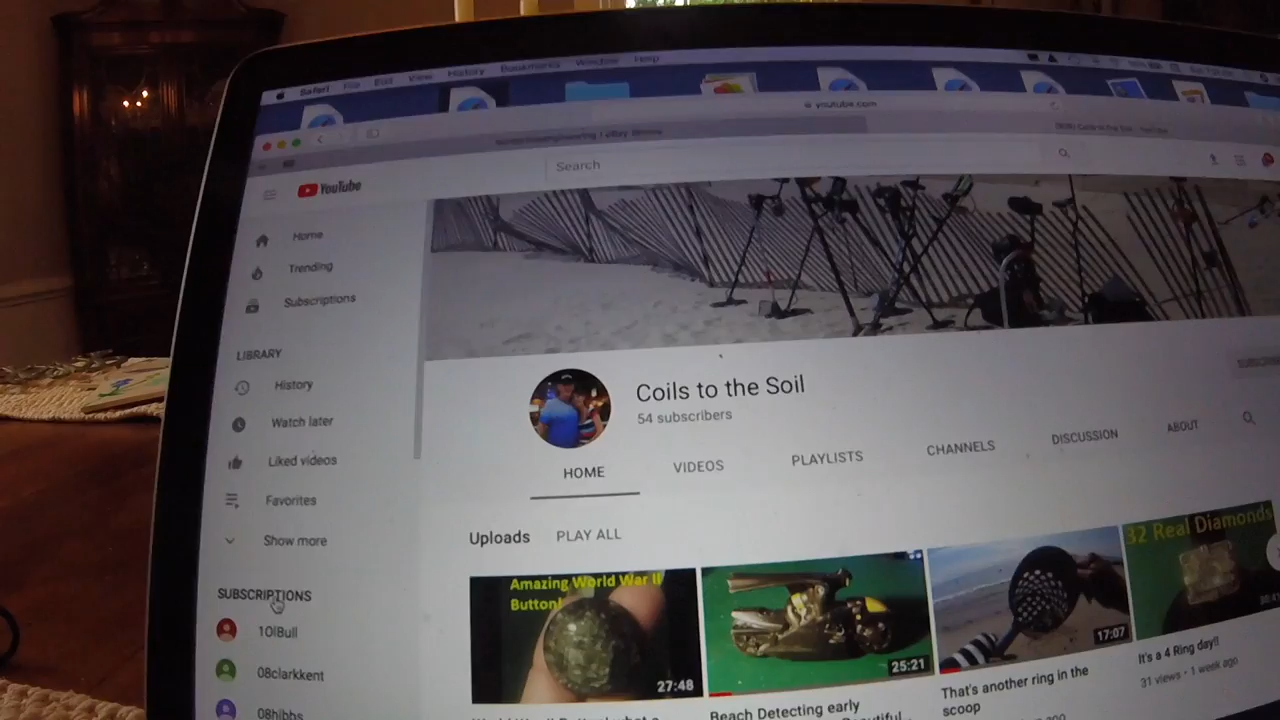 Safari File Edit View History Bookmarks Window Help
youtube.com
Search
YouTube
Home
Trending
Subscriptions
LIBRARY
History
Watch later
Liked videos
Favorites
Show more
SUBSCRIPTIONS
10IBull
08clarkkent
08hibbs
Coils to the Soil
54 subscribers
HOME VIDEOS PLAYLISTS CHANNELS DISCUSSION ABOUT
Uploads PLAY ALL
Amazing World War II
Button!
27:48
25:21
Beach Detecting early
17:07
That's another ring in the
scoop
32 Real Diamonds
It's a 4 Ring day!!
31 views • 1 week ago